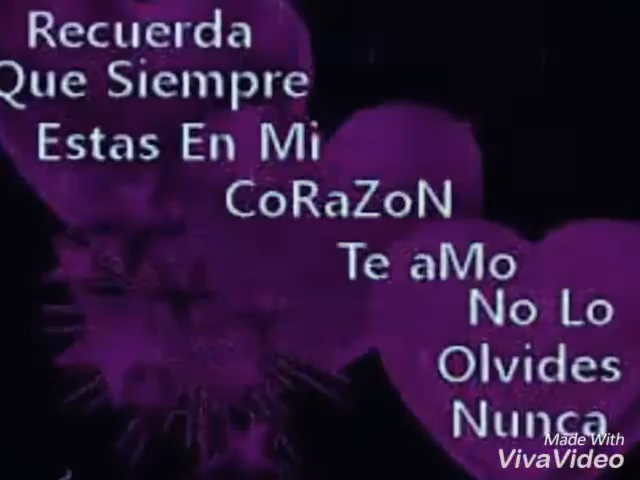 Recuerda
Que Siempre
Estas En Mi
CoRaZoN
Te aMo
No Lo
Olvides
Nunca
Made With
VivaVideo